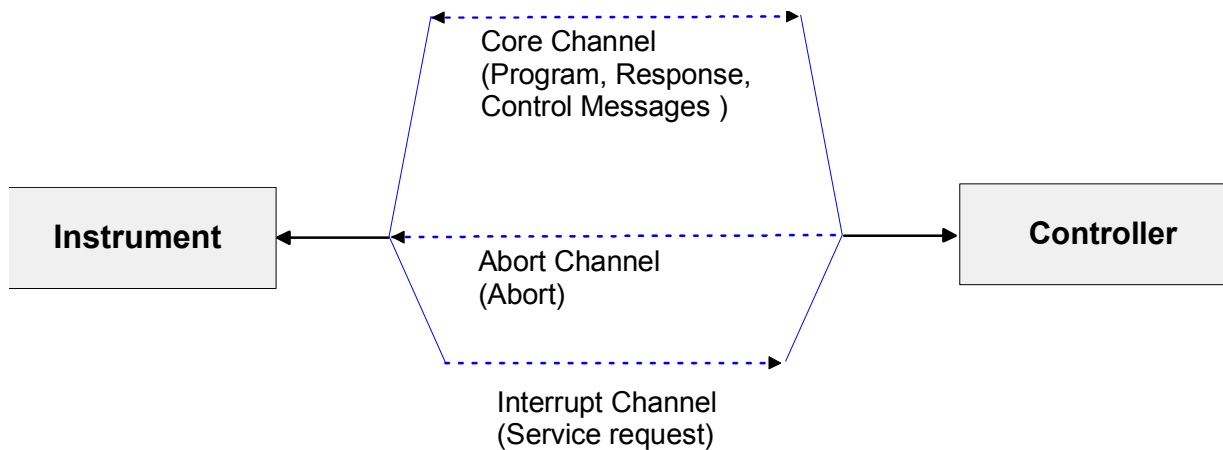 Core Channel
(Program, Response,
Control Messages )
Instrument
Controller
Abort Channel
(Abort)
Interrupt Channel
(Service request)